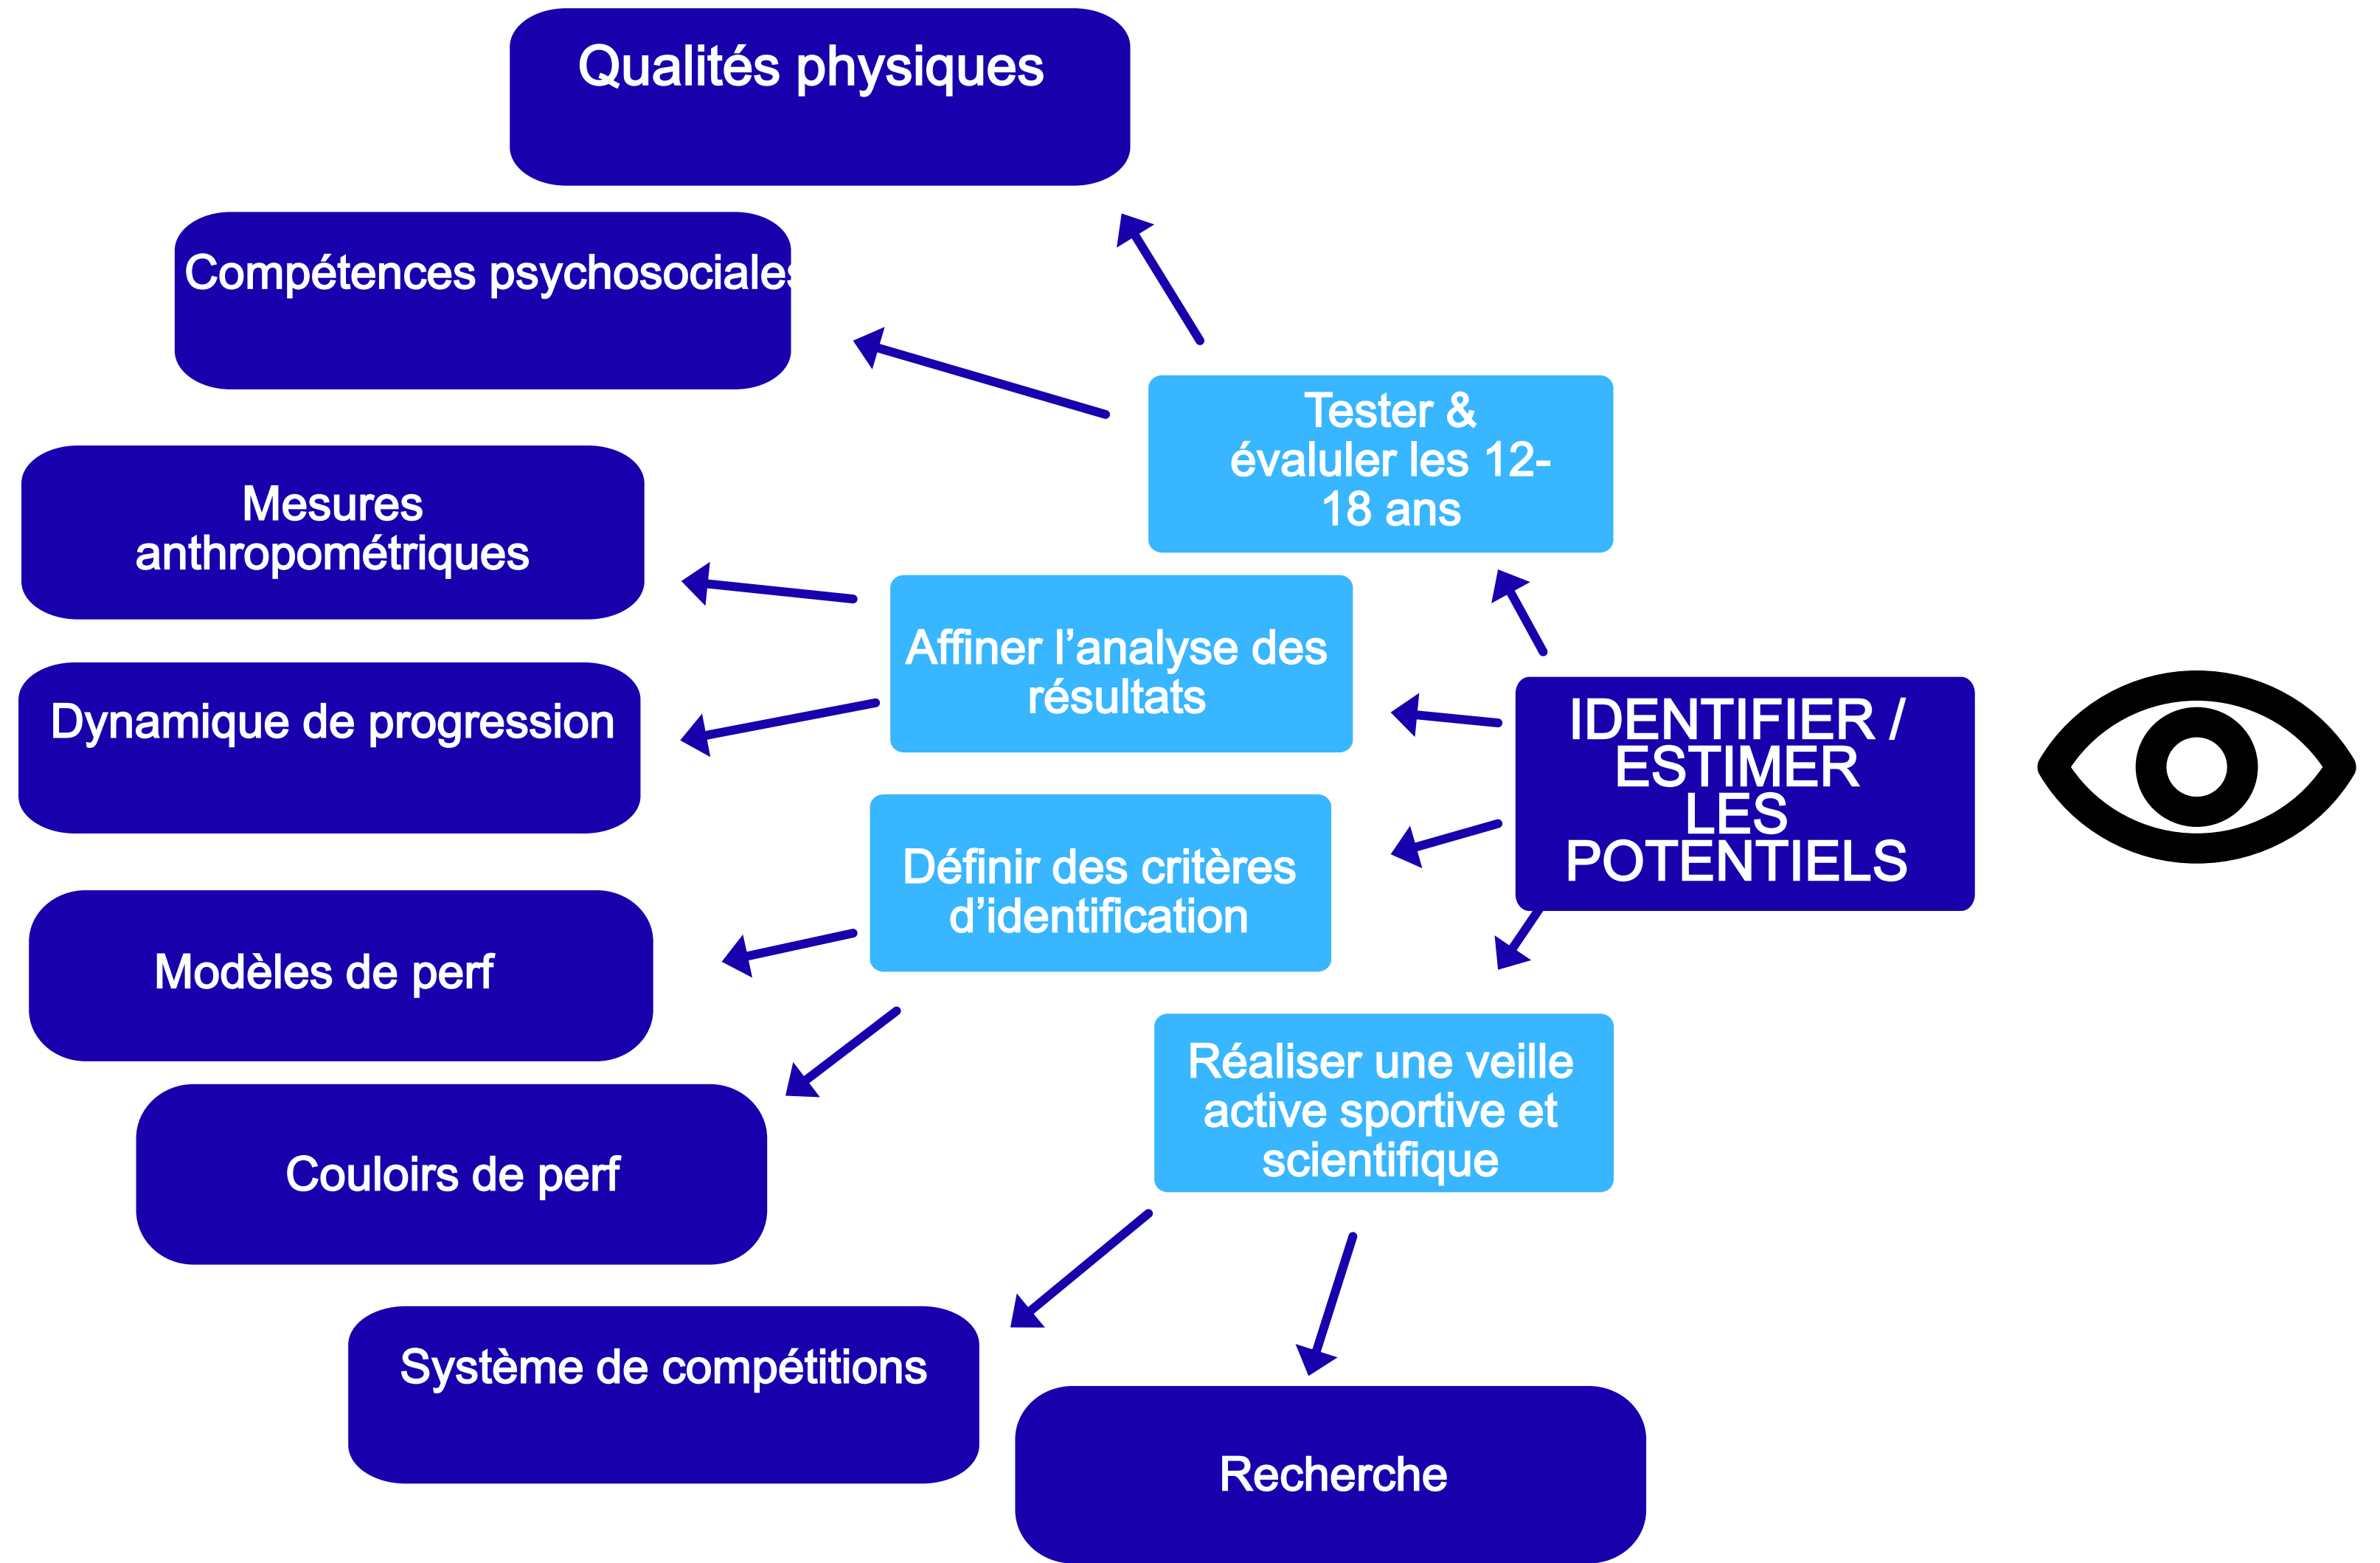 Qualités physiques
Compétences psychosociales
Tester &
évaluler les 12-
18 ans
Mesures
anthropométriques
Affiner l’analyse des
résultats
Dynamique de progression
IDENTIFIER /
ESTIMER
LES
POTENTIELS
Définir des critères
d’identification
Modèles de perf
Réaliser une veille
active sportive et
scientifique
Couloirs de perf
Système de compétitions
Recherche